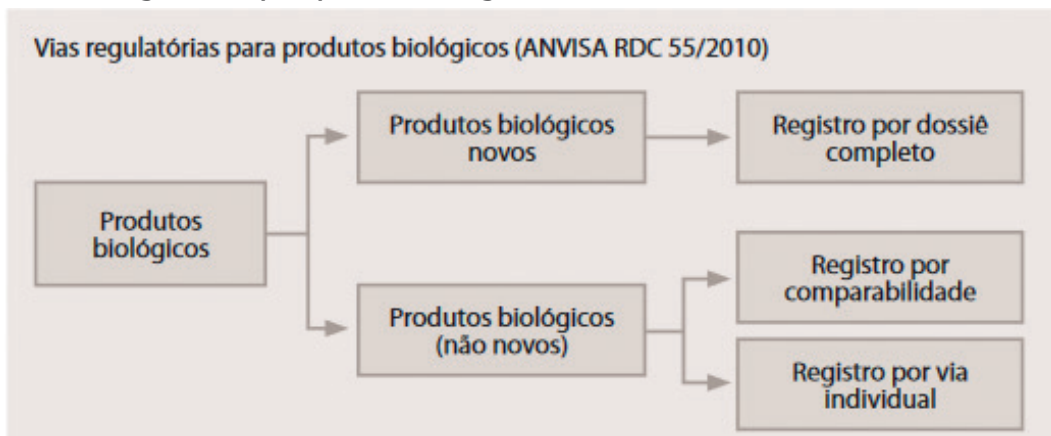 Vias regulatórias para produtos biológicos (ANVISA RDC 55/2010)
Produtos
biológicos
Produtos biológicos
novos
Registro por dossiê
completo
Produtos biológicos
(não novos)
Registro por
comparabilidade
Registro por via
individual